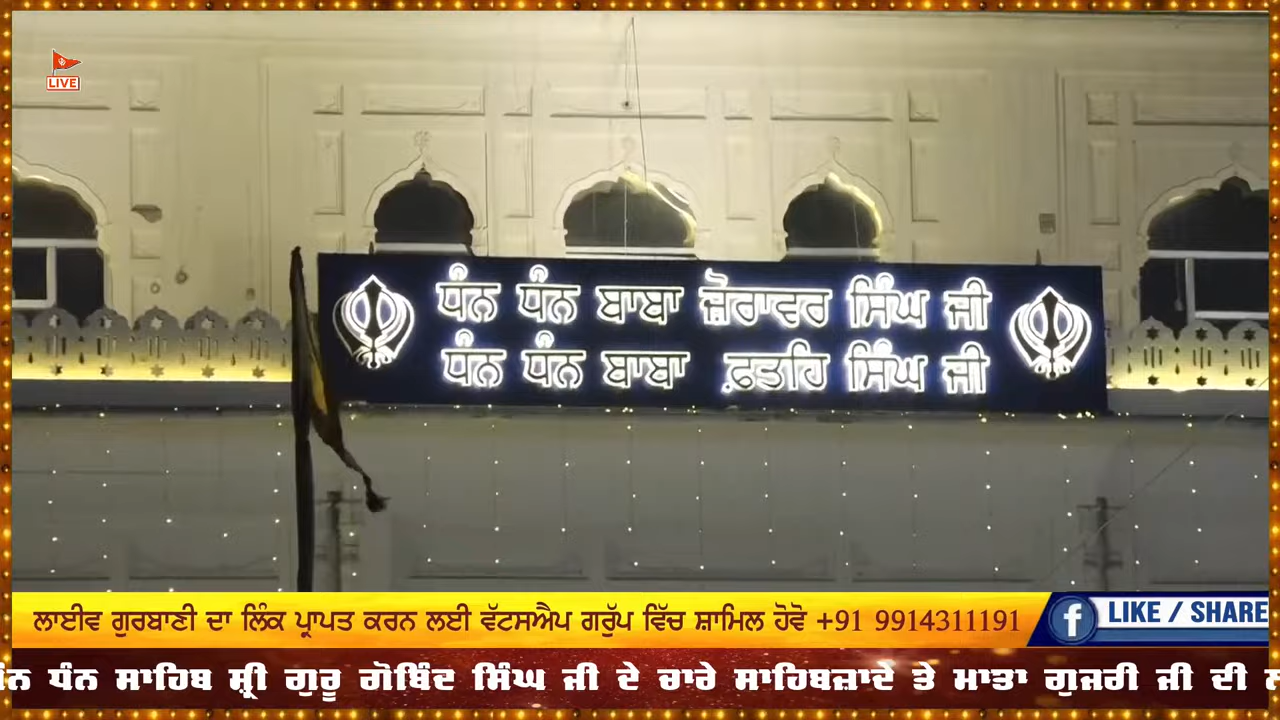 LIVE
ਧੰਨ ਧੰਨ ਬਾਬਾ ਜ਼ੋਰਾਵਰ ਸਿੰਘ ਜੀ
ਧੰਨ ਧੰਨ ਬਾਬਾ ਫ਼ਤਹਿ ਸਿੰਘ ਜੀ
ਲਾਈਵ ਗੁਰਬਾਣੀ ਦਾ ਲਿੰਕ ਪ੍ਰਾਪਤ ਕਰਨ ਲਈ ਵੱਟਸਐਪ ਗਰੁੱਪ ਵਿੱਚ ਸ਼ਾਮਿਲ ਹੋਵੋ +91 9914311191
LIKE / SHARE
ਧੰਨ ਸਾਹਿਬ ਸ਼੍ਰੀ ਗੁਰੂ ਗੋਬਿੰਦ ਸਿੰਘ ਜੀ ਦੇ ਚਾਰੇ ਸਾਹਿਬਜ਼ਾਦੇ ਤੇ ਮਾਤਾ ਗੁਜਰੀ ਜੀ ਦੀ